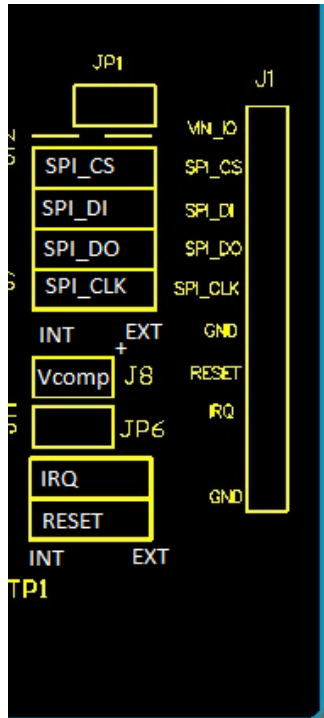 JP1
J1
VIN_IO
SPI_CS
SPI_CS
SPI_DI
SPI_DI
SPI_DO
SPI_DO
SPI_CLK
SPI_CLK
INT EXT
GND
+
Vcomp J8
RESET
JP6
IRQ
IRQ
GND
RESET
INT EXT
TP1